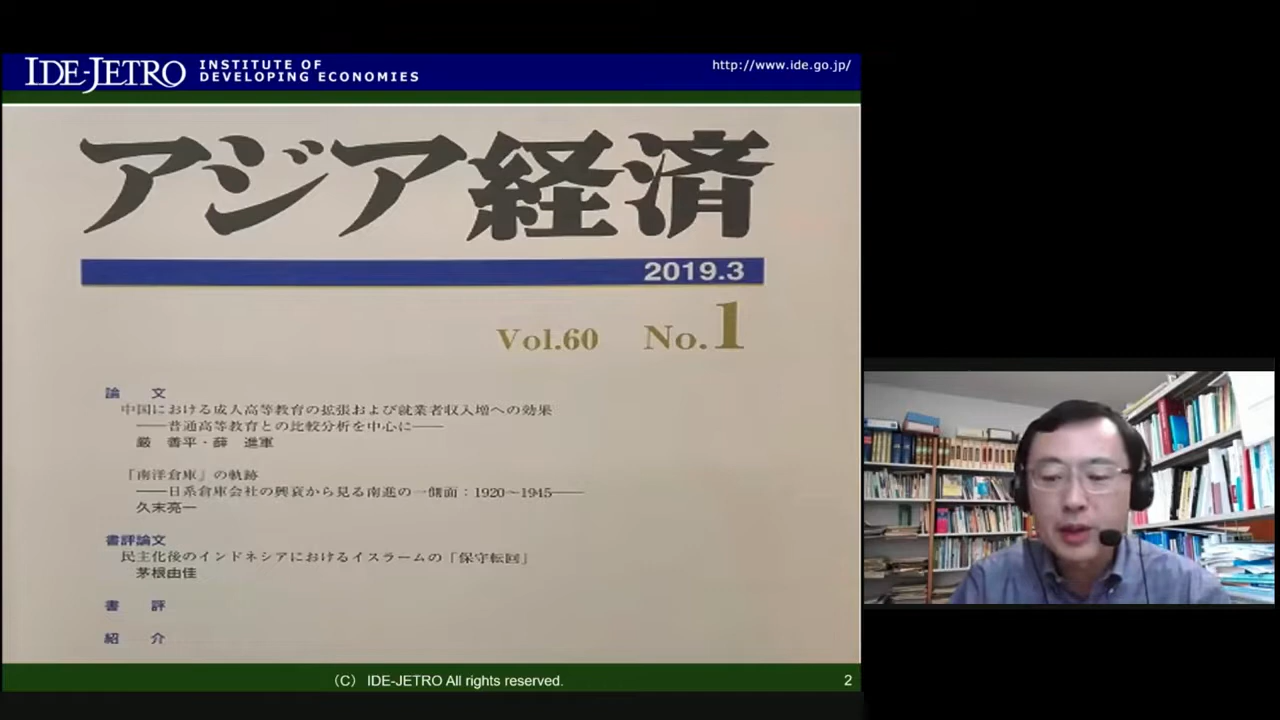 IDE-JETRO
INSTITUTE OF
DEVELOPING ECONOMIES
http://www.ide.go.jp/
アジア経済
2019.3
Vol.60 No.1
論 文
中国における成人高等教育の拡張および就業者収入増への効果
――普通高等教育との比較分析を中心に――
厳 善平・薛 進軍
「南洋倉庫」の軌跡
――日系倉庫会社の興衰から見る南進の一側面：1920～1945――
久末亮一
書評論文
民主化後のインドネシアにおけるイスラームの「保守転回」
茅根由佳
書 評
紹 介
（C） IDE-JETRO All rights reserved.
2